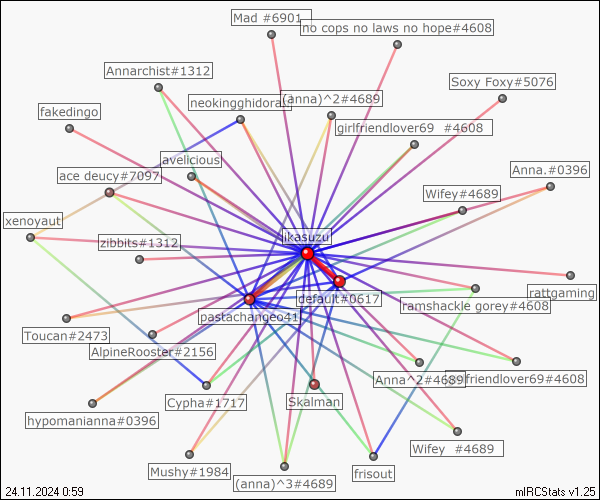 Mad #6901
no cops no laws no hope#4608
Annarchist#1312
Soxy Foxy#5076
neokingghidora
(anna)^2#4689
fakedingo
girlfriendlover69 #4608
avelicious
ace deucy#7097
Anna.#0396
Wifey#4689
xenoyaut
ikasuzu
zibbits#1312
rattgaming
default#0617
ramshackle gorey#4608
pastachangeo41
Toucan#2473
AlpineRooster#2156
Anna^2#4689
friendlover69#4608
Cypha#1717
Skalman
hypomanianna#0396
Wifey #4689
Mushy#1984
frisout
(anna)^3#4689
24.11.2024 0:59
mIRCStats v1.25